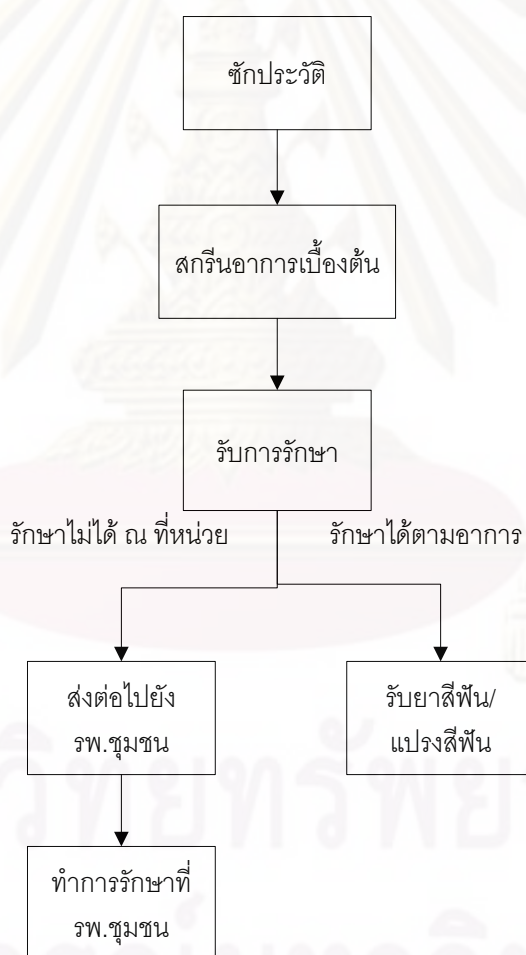 ซักประวัติ
สกรีนอาการเบื้องต้น
รับการรักษา
รักษาไม่ได้ ณ ที่หน่วย
รักษาได้ตามอาการ
ส่งต่อไปยัง
รพ.ชุมชน
รับยาสีฟัน/
แปรงสีฟัน
ทำการรักษาที่
รพ.ชุมชน